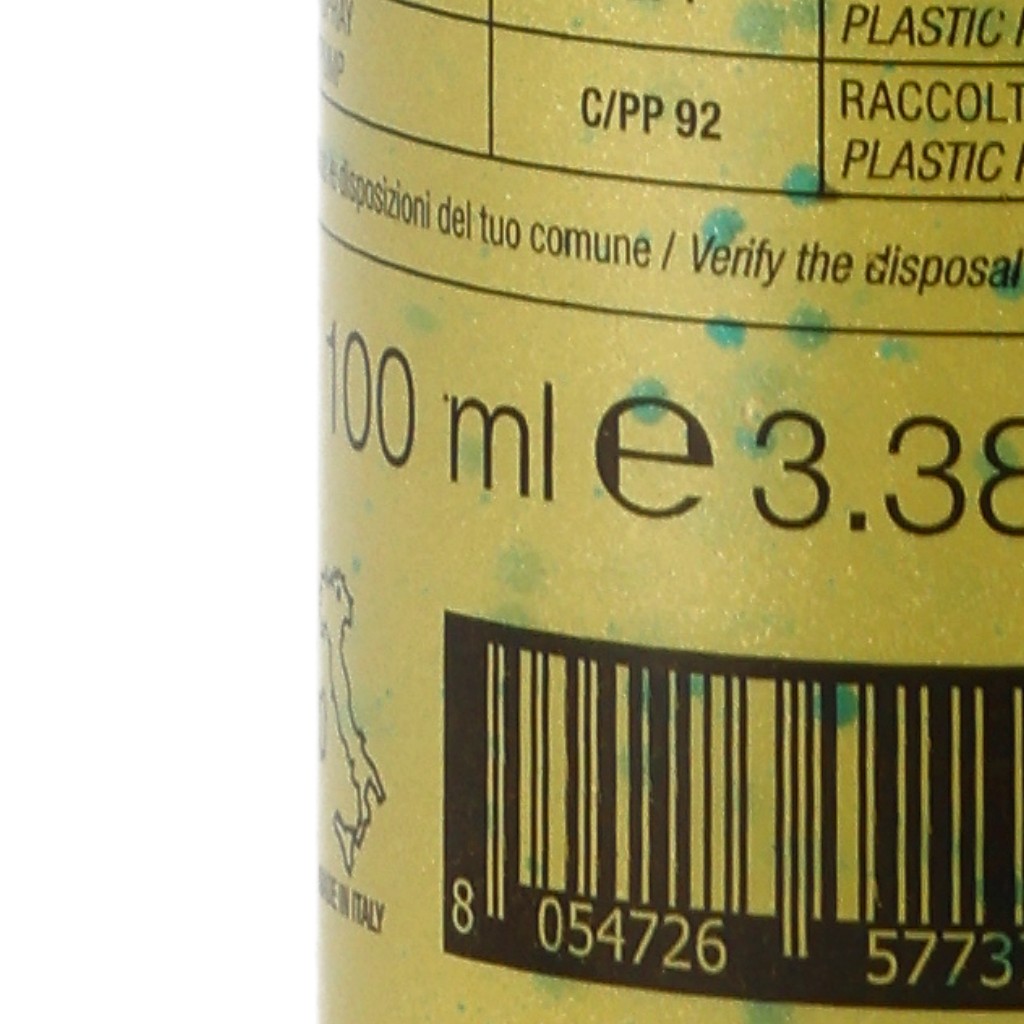 PLASTIC
C/PP 92
RACCOLT
PLASTIC
disposizioni del tuo comune / Verify the disposal
100 ml e 3.38
MADE IN ITALY
8 054726 5773